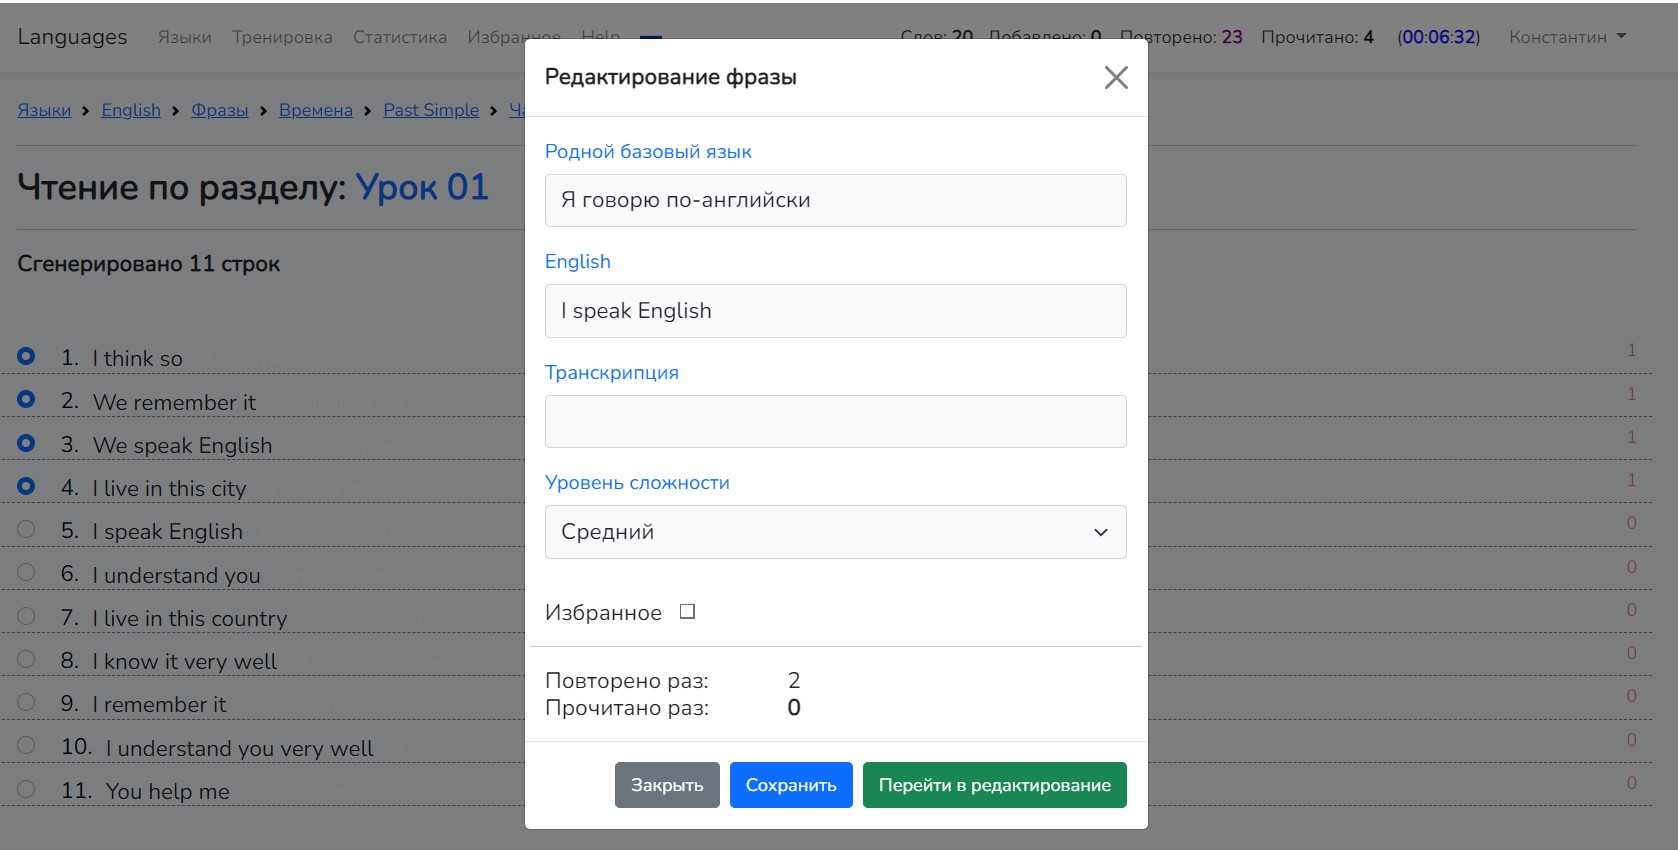 Languages Языки Тренировка Статистика Избранное Help Слов: 20 Добавлено: 0 Повторено: 23 Прочитано: 4 (00:06:32) Константин
Языки > English > Фразы > Времена > Past Simple >
Чтение по разделу: Урок 01
Сгенерировано 11 строк
1. I think so 1
2. We remember it 1
3. We speak English 1
4. I live in this city 1
5. I speak English 0
6. I understand you 0
7. I live in this country 0
8. I know it very well 0
9. I remember it 0
10. I understand you very well 0
11. You help me 0
Редактирование фразы
Родной базовый язык
Я говорю по-английски
English
I speak English
Транскрипция
Уровень сложности
Средний
Избранное
Повторено раз: 2
Прочитано раз: 0
Закрыть Сохранить Перейти в редактирование